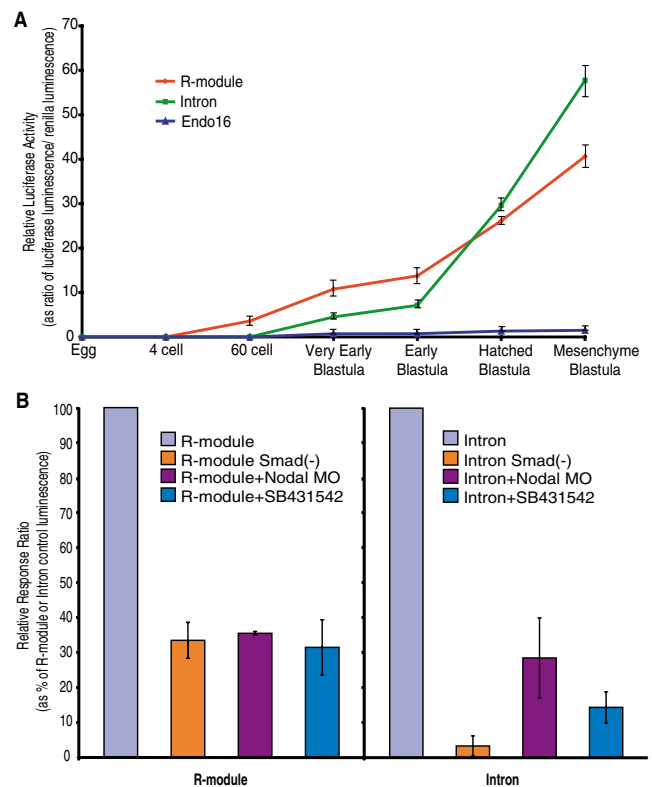 A
Relative Luciferase Activity
(as ratio of luciferase luminescence/ renilla luminescence)
70
60
50
40
30
20
10
0
R-module
Intron
Endo16
Egg
4 cell
60 cell
Very Early
Blastula
Early
Blastula
Hatched
Blastula
Mesenchyme
Blastula
B
Relative Response Ratio
(as % of R-module or Intron control luminescence)
100
90
80
70
60
50
40
30
20
10
0
R-module
R-module Smad(-)
R-module+Nodal MO
R-module+SB431542
Intron
Intron Smad(-)
Intron+Nodal MO
Intron+SB431542
R-module
Intron